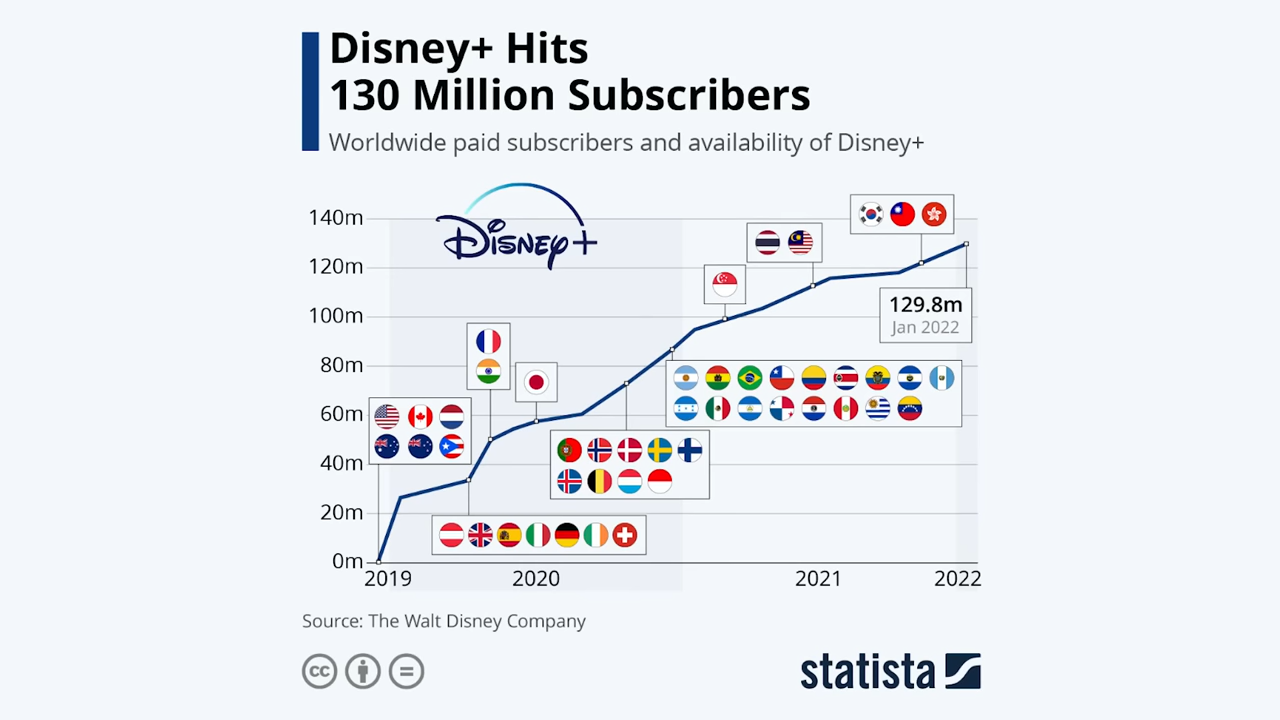 Disney+ Hits
130 Million Subscribers
Worldwide paid subscribers and availability of Disney+
Disney+
140m
120m
100m
80m
60m
40m
20m
0m
129.8m
Jan 2022
2019
2020
2021
2022
Source: The Walt Disney Company
cc
=
statista